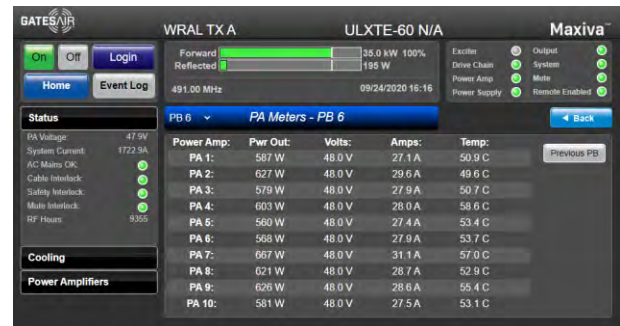 GATESAIR
WRAL TX A
ULXTE-60 N/A
Maxiva™
On
Off
Login
Home
Event Log
Forward
35.0 kW 100%
Reflected
195 W
491.00 MHz
09/24/2020 16:16
Exciter
Output
Drive Chain
System
Power Amp
Mute
Power Supply
Remote Enabled
Status
PB 6
PA Meters - PB 6
Back
PA Voltage: 47.9V
System Current: 1722.9A
AC Mains OK:
Cable Interlock:
Safety Interlock:
Mute Interlock:
RF Hours: 9355
Cooling
Power Amplifiers
Previous PB
Power Amp: Pwr Out: Volts: Amps: Temp:
PA 1: 587 W 48.0 V 27.1 A 50.9 C
PA 2: 627 W 48.0 V 29.6 A 49.6 C
PA 3: 579 W 48.0 V 27.9 A 50.7 C
PA 4: 603 W 48.0 V 28.0 A 58.6 C
PA 5: 560 W 48.0 V 27.4 A 53.4 C
PA 6: 568 W 48.0 V 27.9 A 53.7 C
PA 7: 667 W 48.0 V 31.1 A 57.0 C
PA 8: 621 W 48.0 V 28.7 A 52.9 C
PA 9: 626 W 48.0 V 28.6 A 55.4 C
PA 10: 581 W 48.0 V 27.5 A 53.1 C